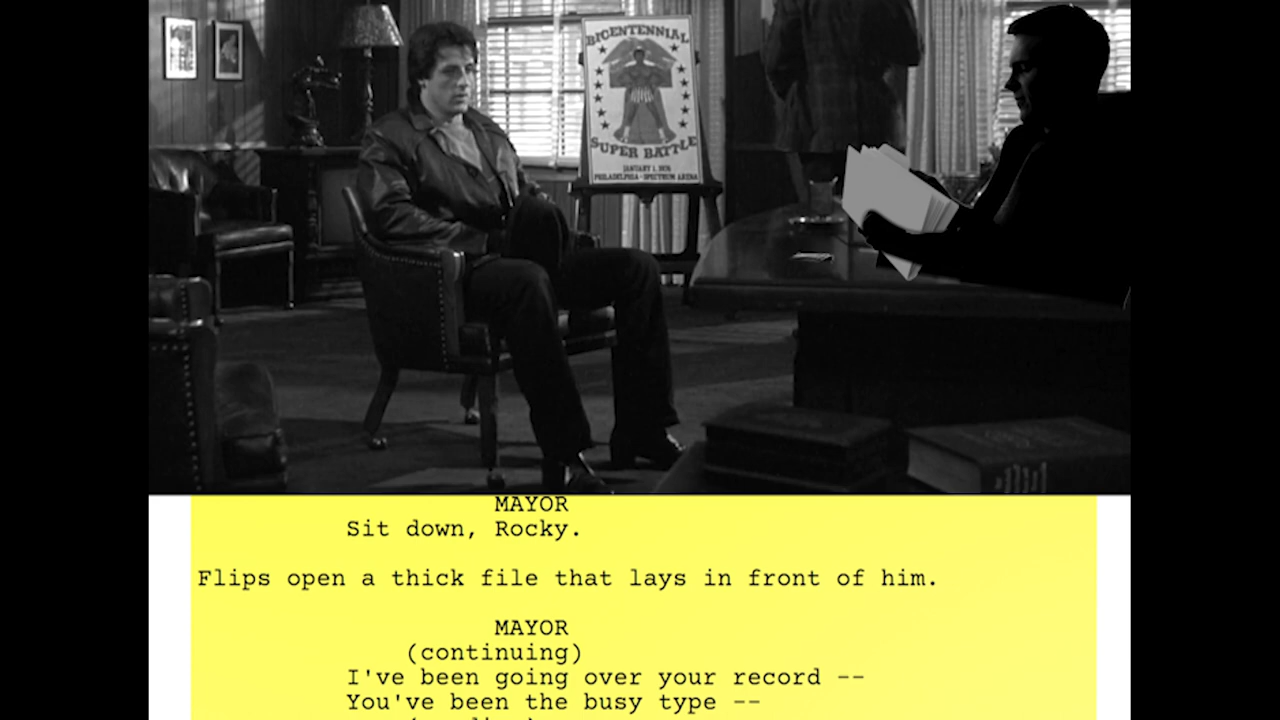 BICENTENNIAL
SUPER BATTLE
JANUARY 1, 1976
PHILADELPHIA - SPECTRUM ARENA
MAYOR
Sit down, Rocky.
Flips open a thick file that lays in front of him.
MAYOR
(continuing)
I've been going over your record --
You've been the busy type --